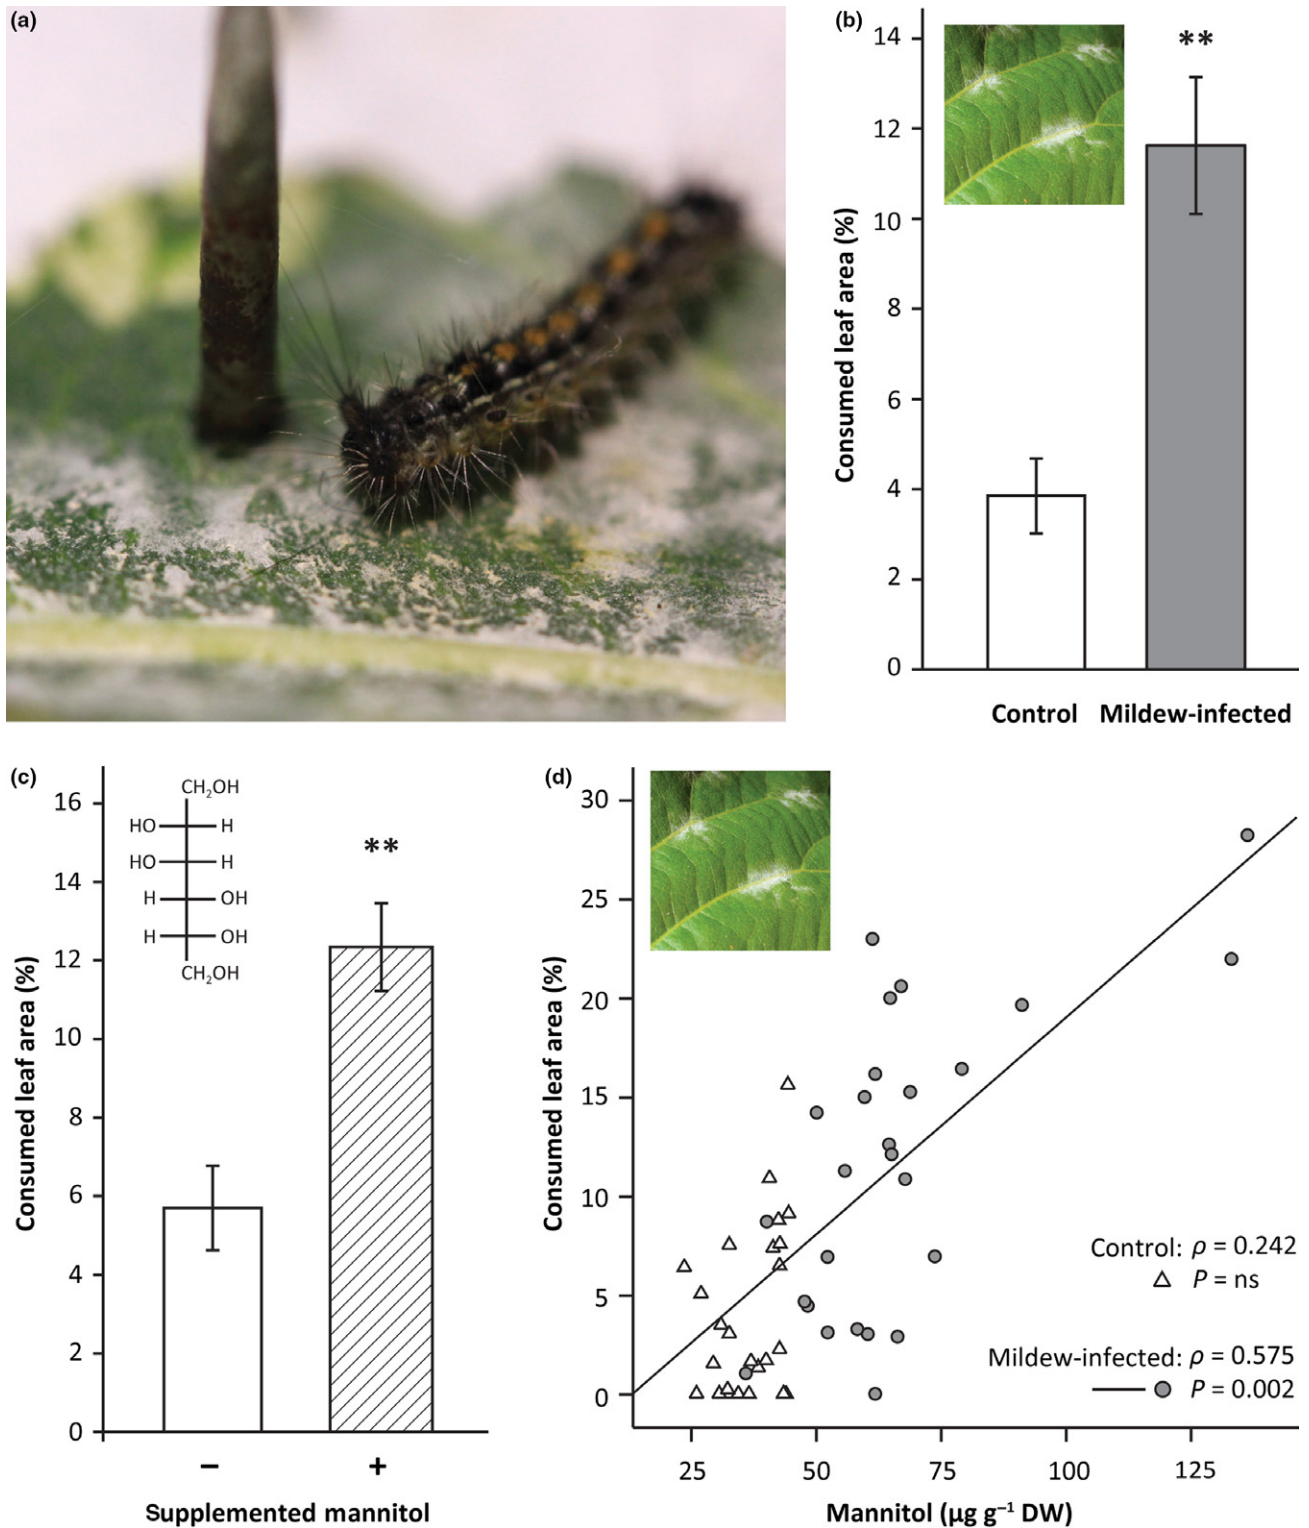 (a)
(b)
14
12
10
8
6
4
2
0
Consumed leaf area (%)
**
Control
Mildew-infected
(c)
16
14
12
10
8
6
4
2
0
Consumed leaf area (%)
CH₂OH
HO H
HO H
H OH
H OH
CH₂OH
**
− +
Supplemented mannitol
(d)
30
25
20
15
10
5
0
Consumed leaf area (%)
Control: ρ = 0.242
P = ns
Mildew-infected: ρ = 0.575
P = 0.002
25 50 75 100 125
Mannitol (µg g⁻¹ DW)